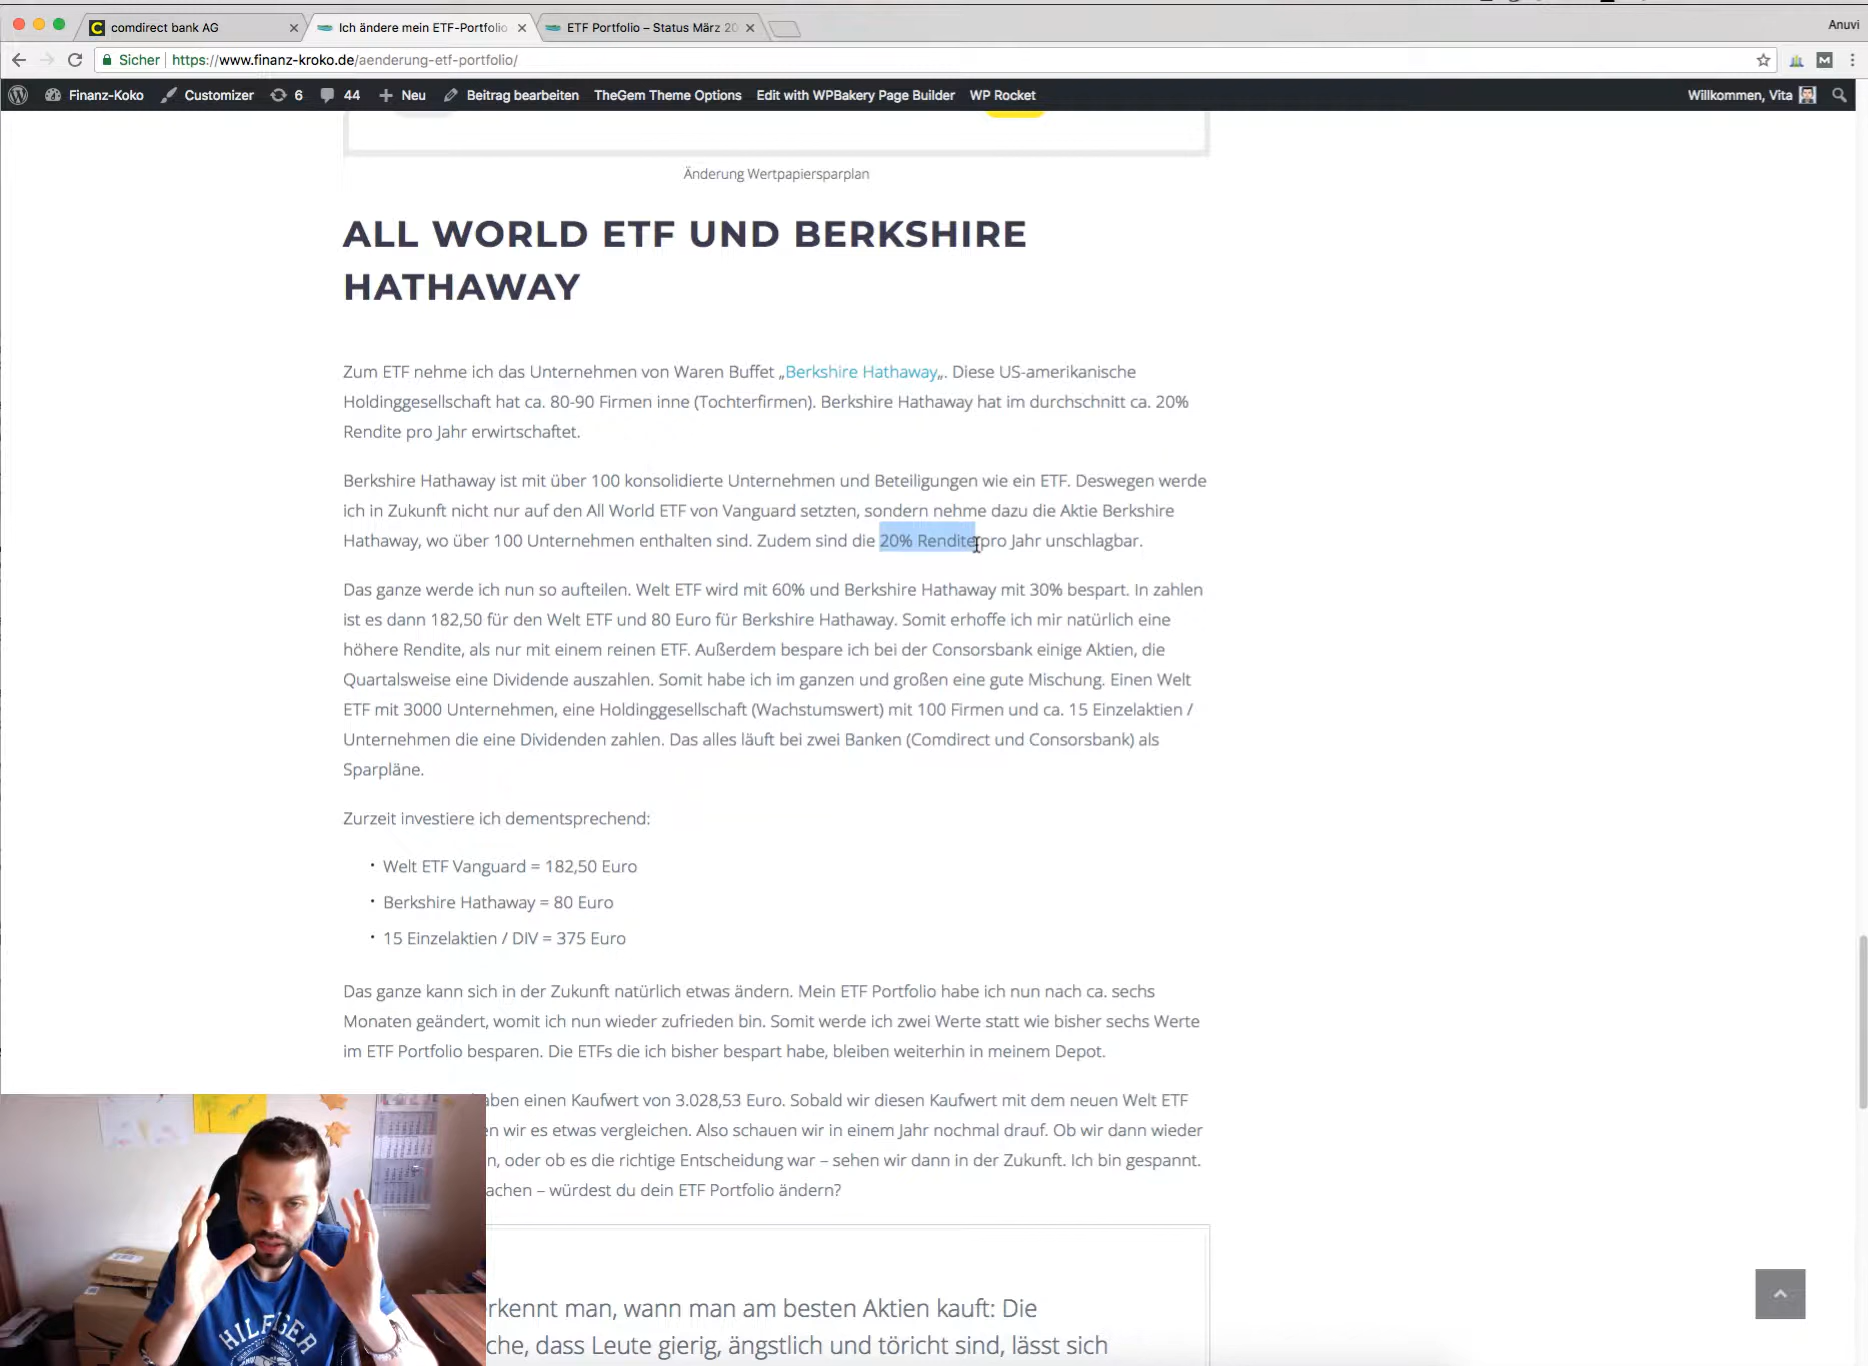 Anuvi
comdirect bank AG
Ich ändere mein ETF-Portfolio
ETF Portfolio – Status März 20
Sicher
https://www.finanz-kroko.de/aenderung-etf-portfolio/
Finanz-Koko Customizer 6 44 Neu Beitrag bearbeiten TheGem Theme Options Edit with WPBakery Page Builder WP Rocket Willkommen, Vita
Änderung Wertpapiersparplan
ALL WORLD ETF UND BERKSHIRE
HATHAWAY
Zum ETF nehme ich das Unternehmen von Waren Buffet „Berkshire Hathaway„. Diese US-amerikanische
Holdinggesellschaft hat ca. 80-90 Firmen inne (Tochterfirmen). Berkshire Hathaway hat im durchschnitt ca. 20%
Rendite pro Jahr erwirtschaftet.
Berkshire Hathaway ist mit über 100 konsolidierte Unternehmen und Beteiligungen wie ein ETF. Deswegen werde
ich in Zukunft nicht nur auf den All World ETF von Vanguard setzten, sondern nehme dazu die Aktie Berkshire
Hathaway, wo über 100 Unternehmen enthalten sind. Zudem sind die 20% Rendite pro Jahr unschlagbar.
Das ganze werde ich nun so aufteilen. Welt ETF wird mit 60% und Berkshire Hathaway mit 30% bespart. In zahlen
ist es dann 182,50 für den Welt ETF und 80 Euro für Berkshire Hathaway. Somit erhoffe ich mir natürlich eine
höhere Rendite, als nur mit einem reinen ETF. Außerdem bespare ich bei der Consorsbank einige Aktien, die
Quartalsweise eine Dividende auszahlen. Somit habe ich im ganzen und großen eine gute Mischung. Einen Welt
ETF mit 3000 Unternehmen, eine Holdinggesellschaft (Wachstumswert) mit 100 Firmen und ca. 15 Einzelaktien /
Unternehmen die eine Dividenden zahlen. Das alles läuft bei zwei Banken (Comdirect und Consorsbank) als
Sparpläne.
Zurzeit investiere ich dementsprechend:
• Welt ETF Vanguard = 182,50 Euro
• Berkshire Hathaway = 80 Euro
• 15 Einzelaktien / DIV = 375 Euro
Das ganze kann sich in der Zukunft natürlich etwas ändern. Mein ETF Portfolio habe ich nun nach ca. sechs
Monaten geändert, womit ich nun wieder zufrieden bin. Somit werde ich zwei Werte statt wie bisher sechs Werte
im ETF Portfolio besparen. Die ETFs die ich bisher bespart habe, bleiben weiterhin in meinem Depot.
aben einen Kaufwert von 3.028,53 Euro. Sobald wir diesen Kaufwert mit dem neuen Welt ETF
n wir es etwas vergleichen. Also schauen wir in einem Jahr nochmal drauf. Ob wir dann wieder
n, oder ob es die richtige Entscheidung war – sehen wir dann in der Zukunft. Ich bin gespannt.
achen – würdest du dein ETF Portfolio ändern?
rkennt man, wann man am besten Aktien kauft: Die
che, dass Leute gierig, ängstlich und töricht sind, lässt sich
HILFIGER